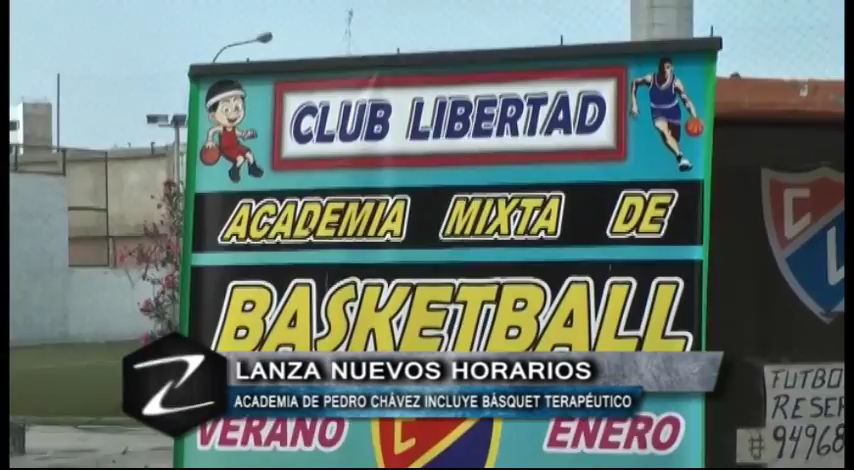 CLUB LIBERTAD
ACADEMIA MIXTA DE
BASKETBALL
LANZA NUEVOS HORARIOS
ACADEMIA DE PEDRO CHÁVEZ INCLUYE BÁSQUET TERAPÉUTICO
VERANO
ENERO
C
C L